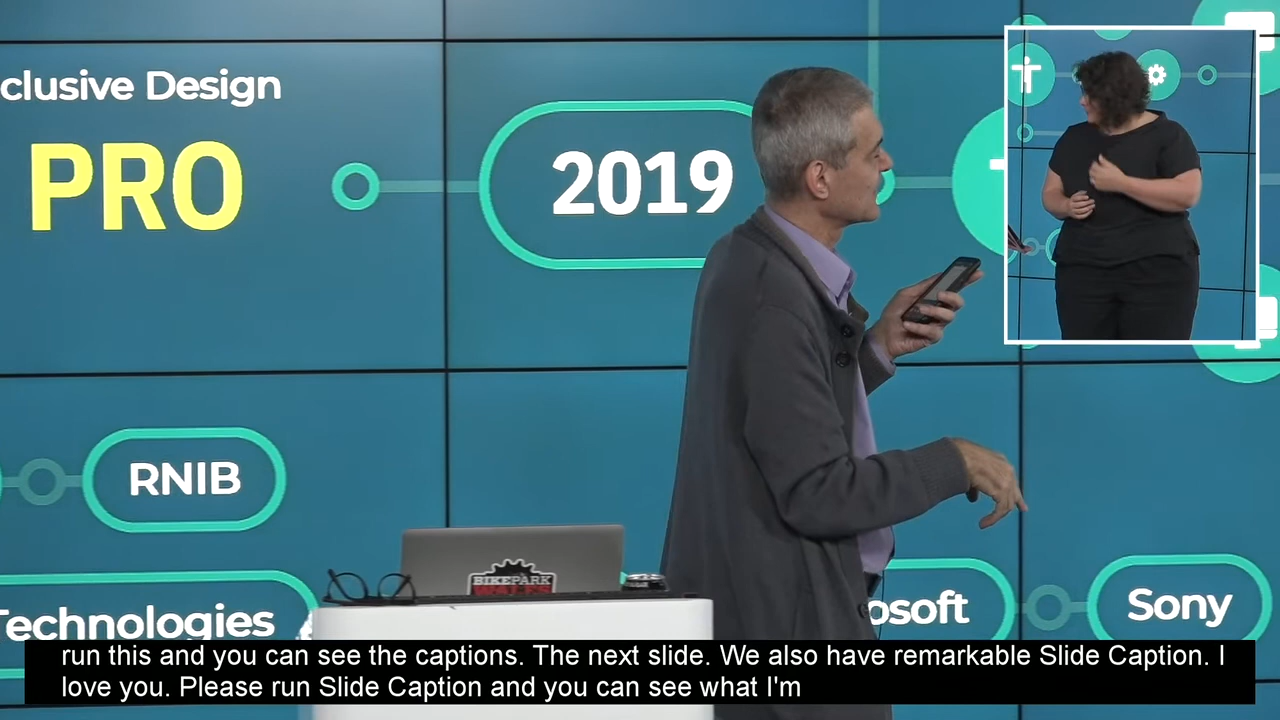 clusive Design
PRO
2019
RNIB
BIKEPARK
WALES
Technologies
osoft
Sony
run this and you can see the captions. The next slide. We also have remarkable Slide Caption. I
love you. Please run Slide Caption and you can see what I'm